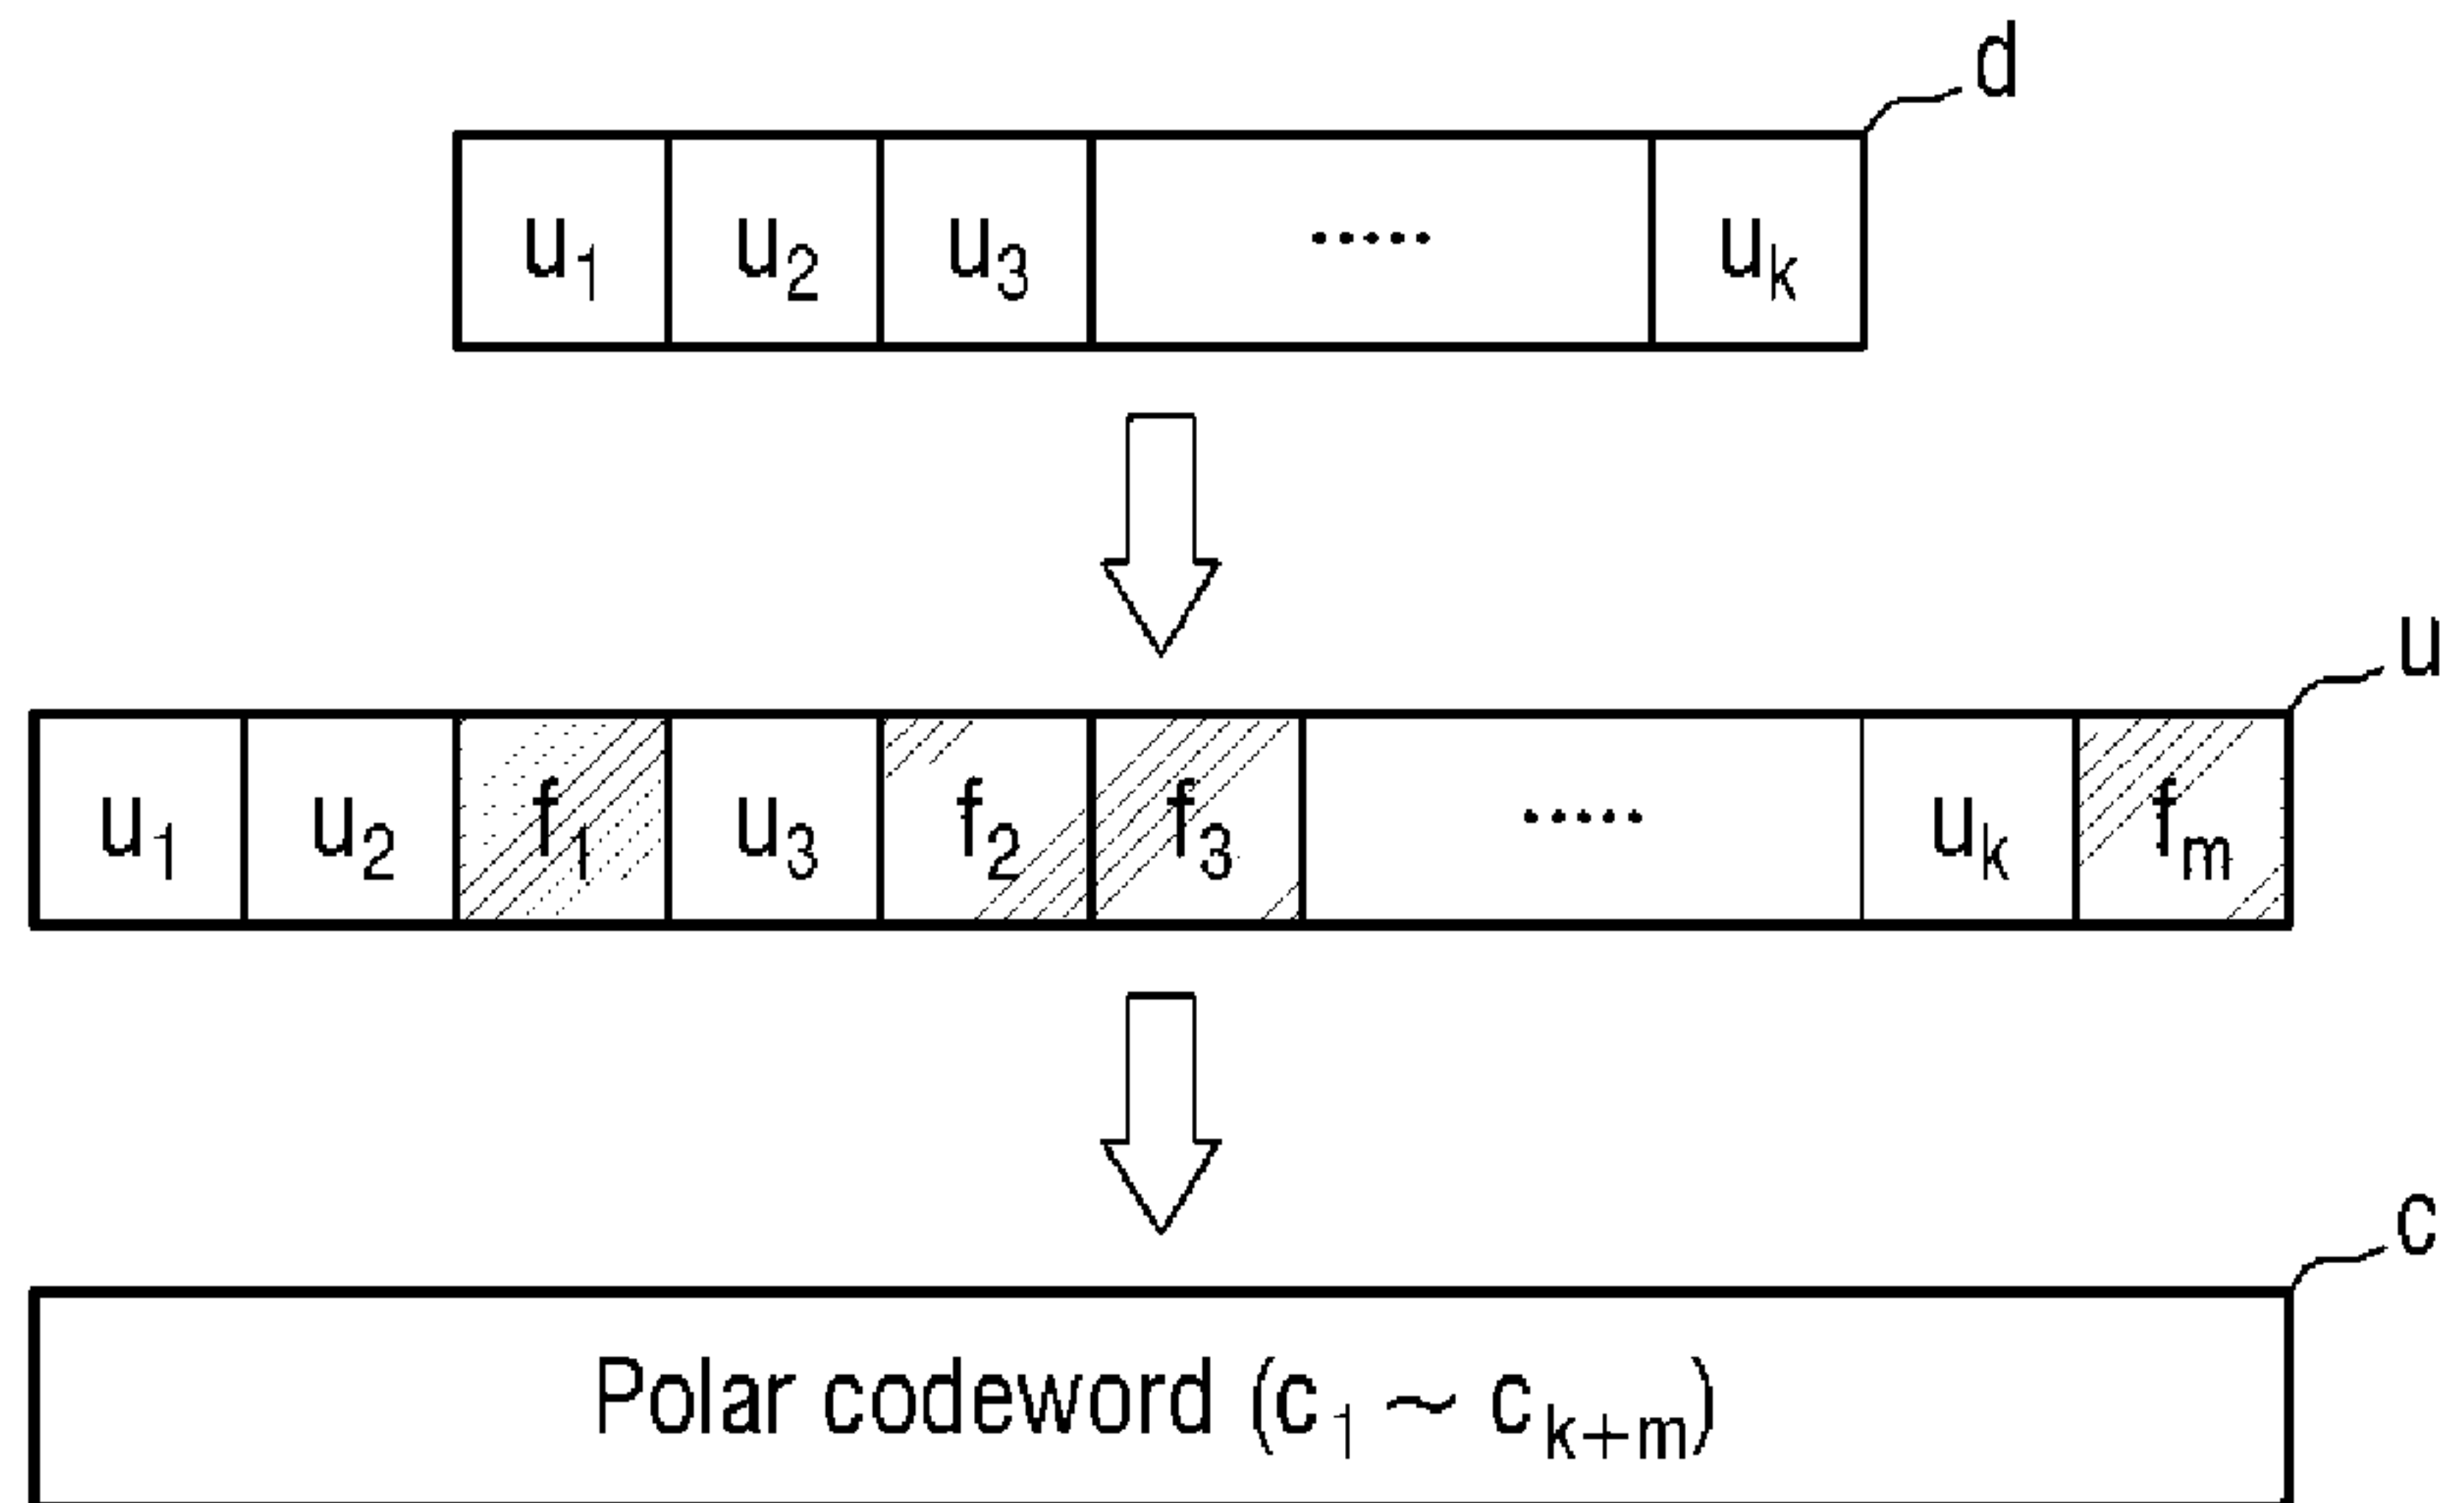 d
u₁ u₂ u₃ ····· uₖ
u
u₁ u₂ f₁ u₃ f₂ f₃ ····· uₖ fₘ
c
Polar codeword (c₁ ~ cₖ₊ₘ)